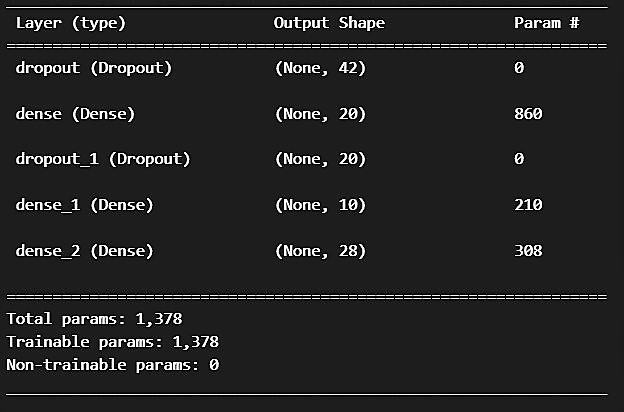 Layer (type) Output Shape Param #
dropout (Dropout) (None, 42) 0
dense (Dense) (None, 20) 860
dropout_1 (Dropout) (None, 20) 0
dense_1 (Dense) (None, 10) 210
dense_2 (Dense) (None, 28) 308
Total params: 1,378
Trainable params: 1,378
Non-trainable params: 0